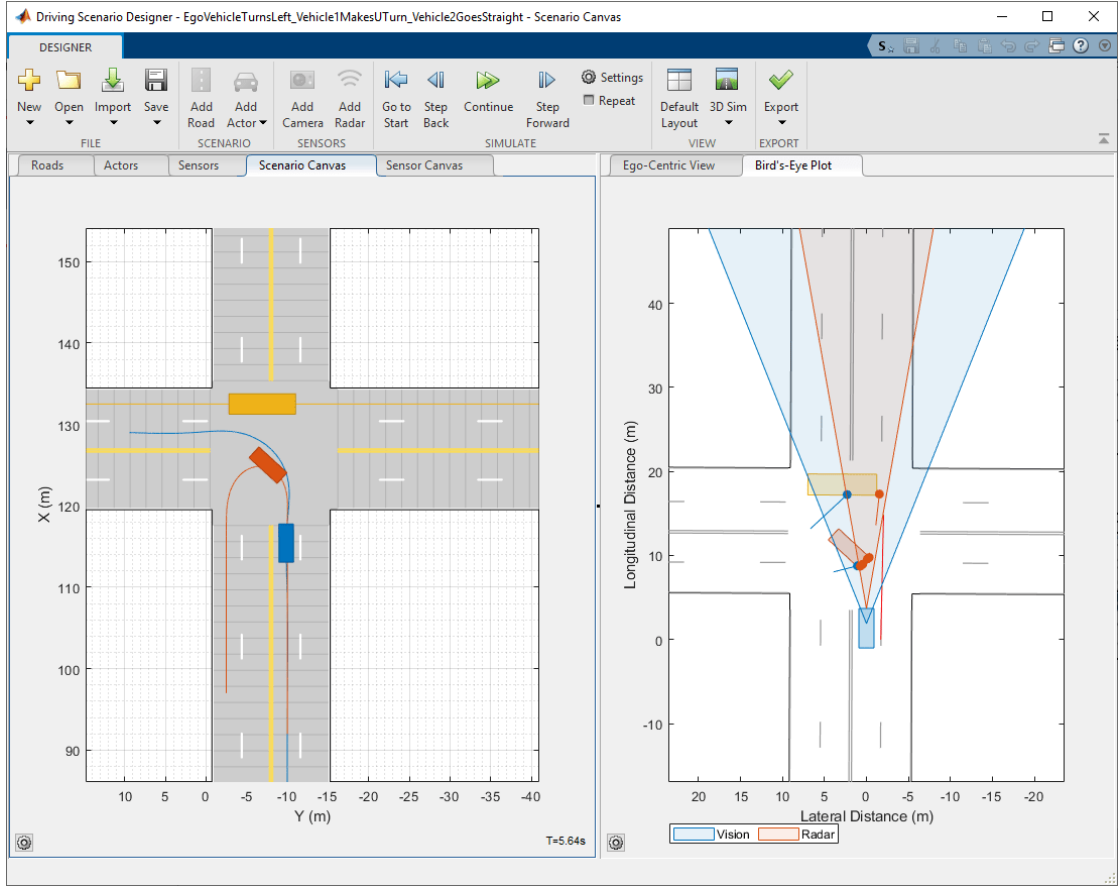 Driving Scenario Designer - EgoVehicleTurnsLeft_Vehicle1MakesUTurn_Vehicle2GoesStraight - Scenario Canvas
DESIGNER
S
?
New Open Import Save Add Road Add Actor Add Camera Add Radar Go to Start Step Back Continue Step Forward Settings Repeat Default Layout 3D Sim Export
FILE SCENARIO SENSORS SIMULATE VIEW EXPORT
Roads Actors Sensors Scenario Canvas Sensor Canvas Ego-Centric View Bird's-Eye Plot
150
140
130
120
110
100
90
X (m)
10 5 0 -5 -10 -15 -20 -25 -30 -35 -40
Y (m)
T=5.64s
40
30
20
10
0
-10
Longitudinal Distance (m)
20 15 10 5 0 -5 -10 -15 -20
Lateral Distance (m)
Vision Radar